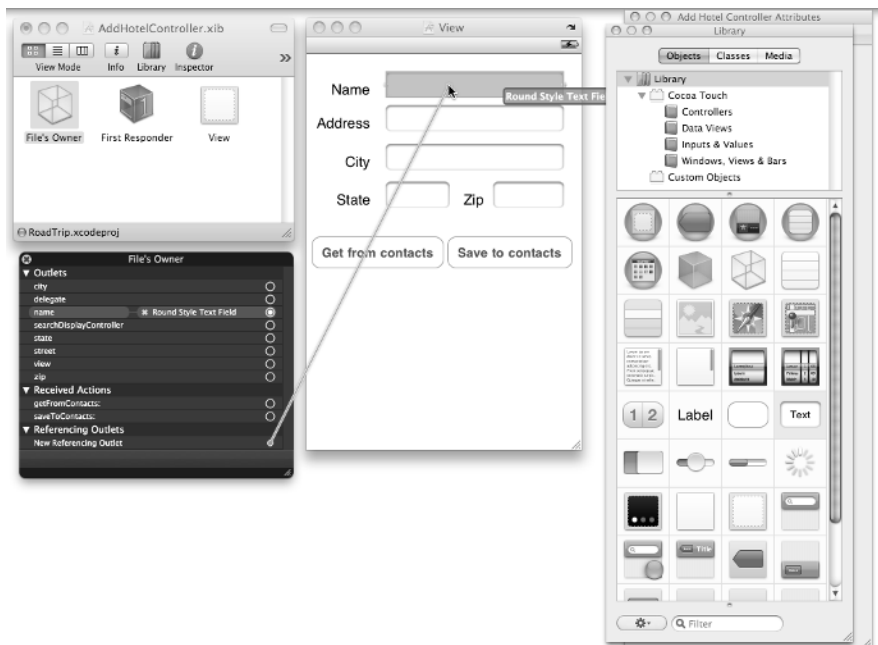 AddHotelController.xib
View Mode
Info
Library
Inspector
File's Owner
First Responder
View
RoadTrip.xcodeproj
File's Owner
Outlets
city
delegate
name
Round Style Text Field
searchDisplayController
state
street
view
zip
Received Actions
getFromContacts:
saveToContacts:
Referencing Outlets
New Referencing Outlet
View
Name
Round Style Text Fie
Address
City
State
Zip
Get from contacts
Save to contacts
Add Hotel Controller Attributes
Library
Objects
Classes
Media
Library
Cocoa Touch
Controllers
Data Views
Inputs & Values
Windows, Views & Bars
Custom Objects
1 2
Label
Text
Title
Filter